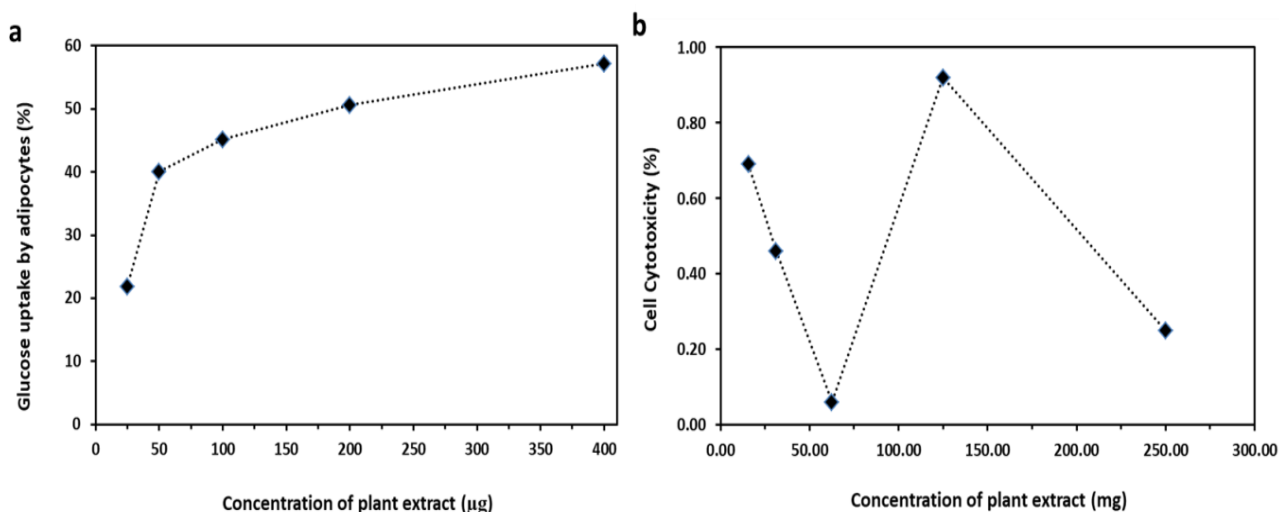 a
Glucose uptake by adipocytes (%)
60
50
40
30
20
10
0
0 50 100 150 200 250 300 350 400
Concentration of plant extract (µg)
b
Cell Cytotoxicity (%)
1.00
0.80
0.60
0.40
0.20
0.00
0.00 50.00 100.00 150.00 200.00 250.00 300.00
Concentration of plant extract (mg)